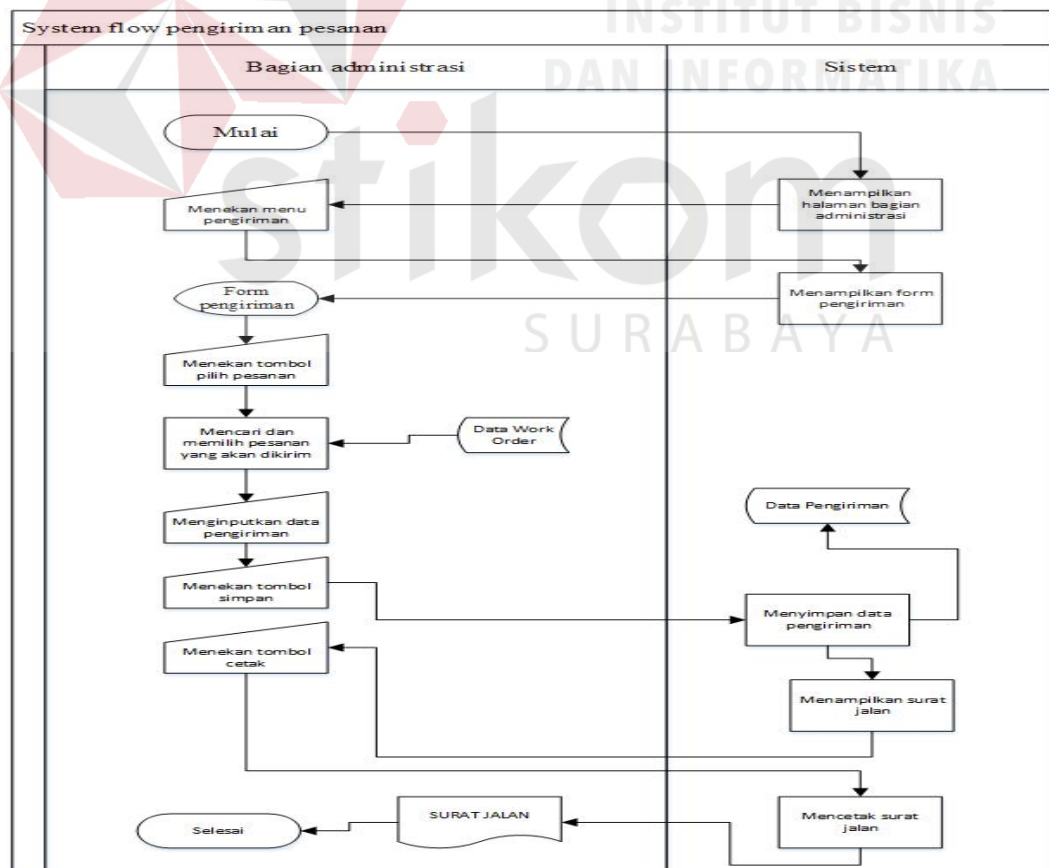 INSTITUT BISNIS
DAN INFORMATIKA
stikom
SURABAYA
System flow pengiriman pesanan
Bagian administrasi
Sistem
Mulai
Menampilkan
halaman bagian
administrasi
Menekan menu
pengiriman
Menampilkan form
pengiriman
Form
pengiriman
Menekan tombol
pilih pesanan
Mencari dan
memilih pesanan
yang akan dikirim
Data Work
Order
Menginputkan data
pengiriman
Data Pengiriman
Menekan tombol
simpan
Menyimpan data
pengiriman
Menekan tombol
cetak
Menampilkan surat
jalan
Mencetak surat
jalan
SURAT JALAN
Selesai